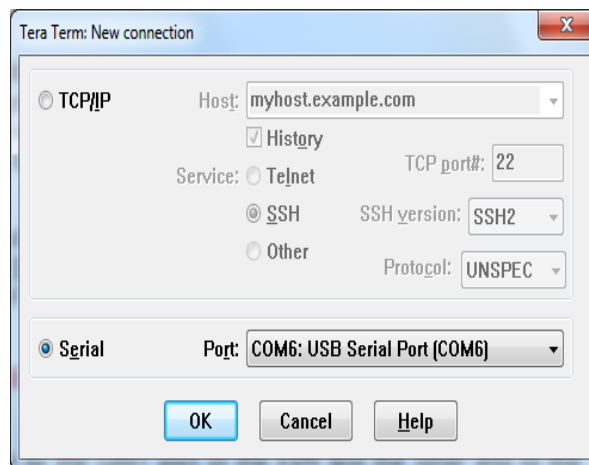 Tera Term: New connection
TCP/IP Host: myhost.example.com
History
Service: Telnet TCP port#: 22
SSH SSH version: SSH2
Other Protocol: UNSPEC
Serial Port: COM6: USB Serial Port (COM6)
OK Cancel Help